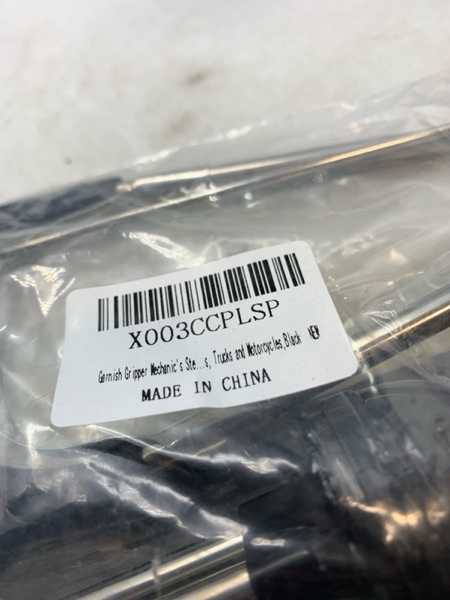 X003CCPLSP
Garnish Gripper Mechanic's Ste...s, Trucks and Motorcycles,Black NEW
MADE IN CHINA